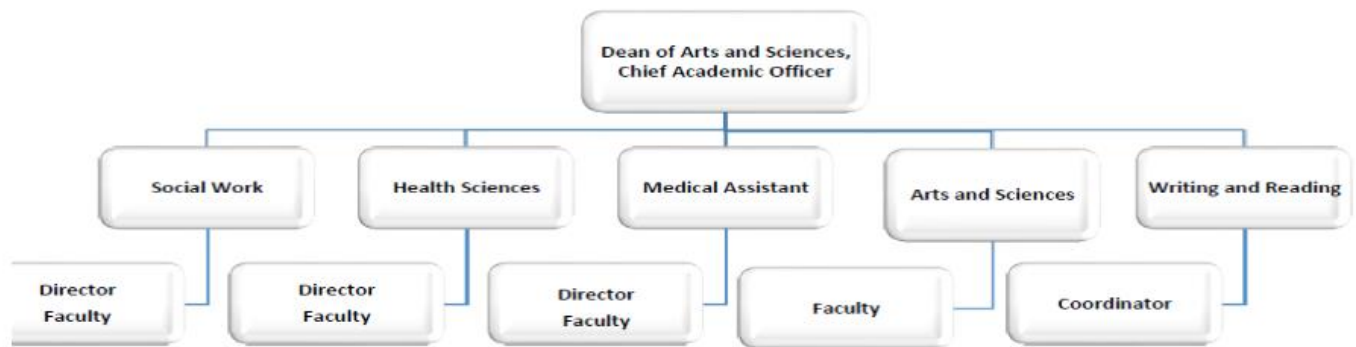 Dean of Arts and Sciences,
Chief Academic Officer
Social Work
Health Sciences
Medical Assistant
Arts and Sciences
Writing and Reading
Director
Faculty
Director
Faculty
Director
Faculty
Faculty
Coordinator